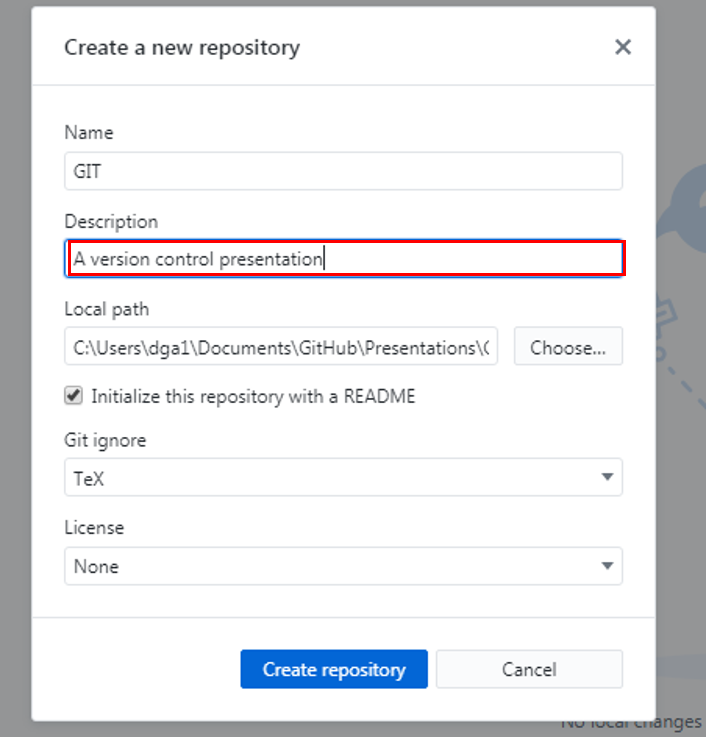 Create a new repository
Name
GIT
Description
A version control presentation
Local path
C:\Users\dga1\Documents\GitHub\Presentations\
Choose...
Initialize this repository with a README
Git ignore
TeX
License
None
Create repository
Cancel
No local changes